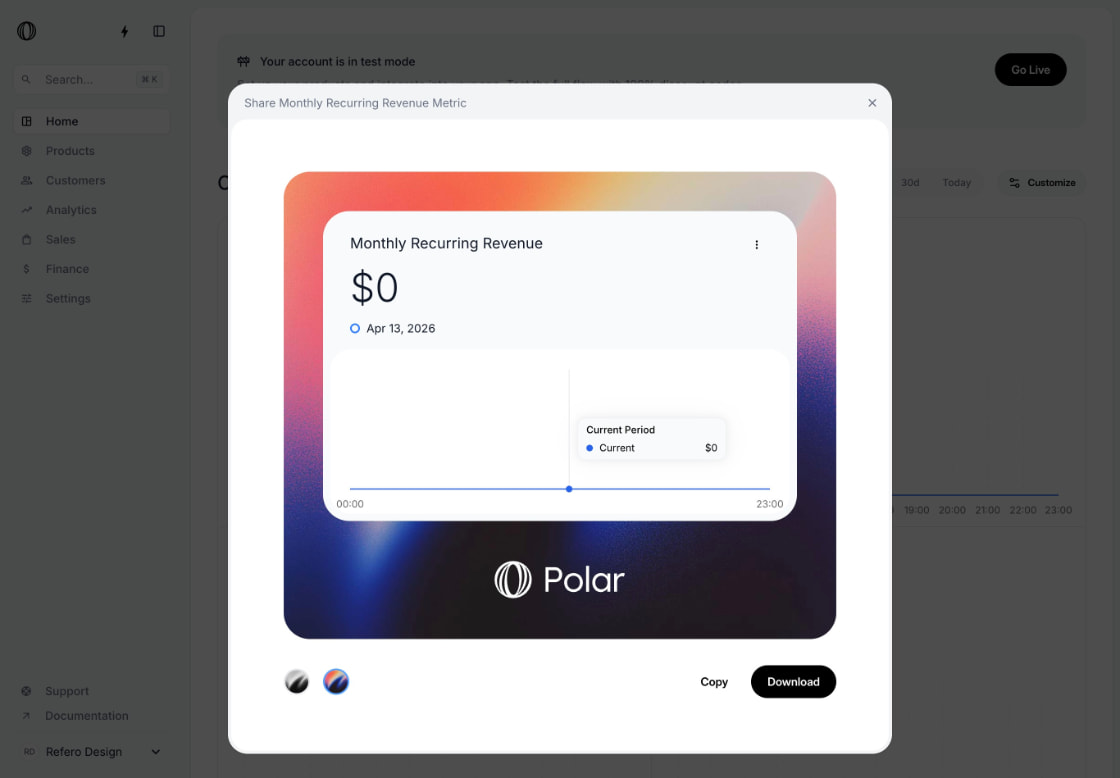 Search...
⌘ K
Home
Products
Customers
Analytics
Sales
Finance
Settings
Support
Documentation
RD Refero Design
Your account is in test mode
Go Live
30d Today Customize
19:00 20:00 21:00 22:00 23:00
Share Monthly Recurring Revenue Metric
Monthly Recurring Revenue
$0
Apr 13, 2026
Current Period
Current $0
00:00 23:00
Polar
Copy Download